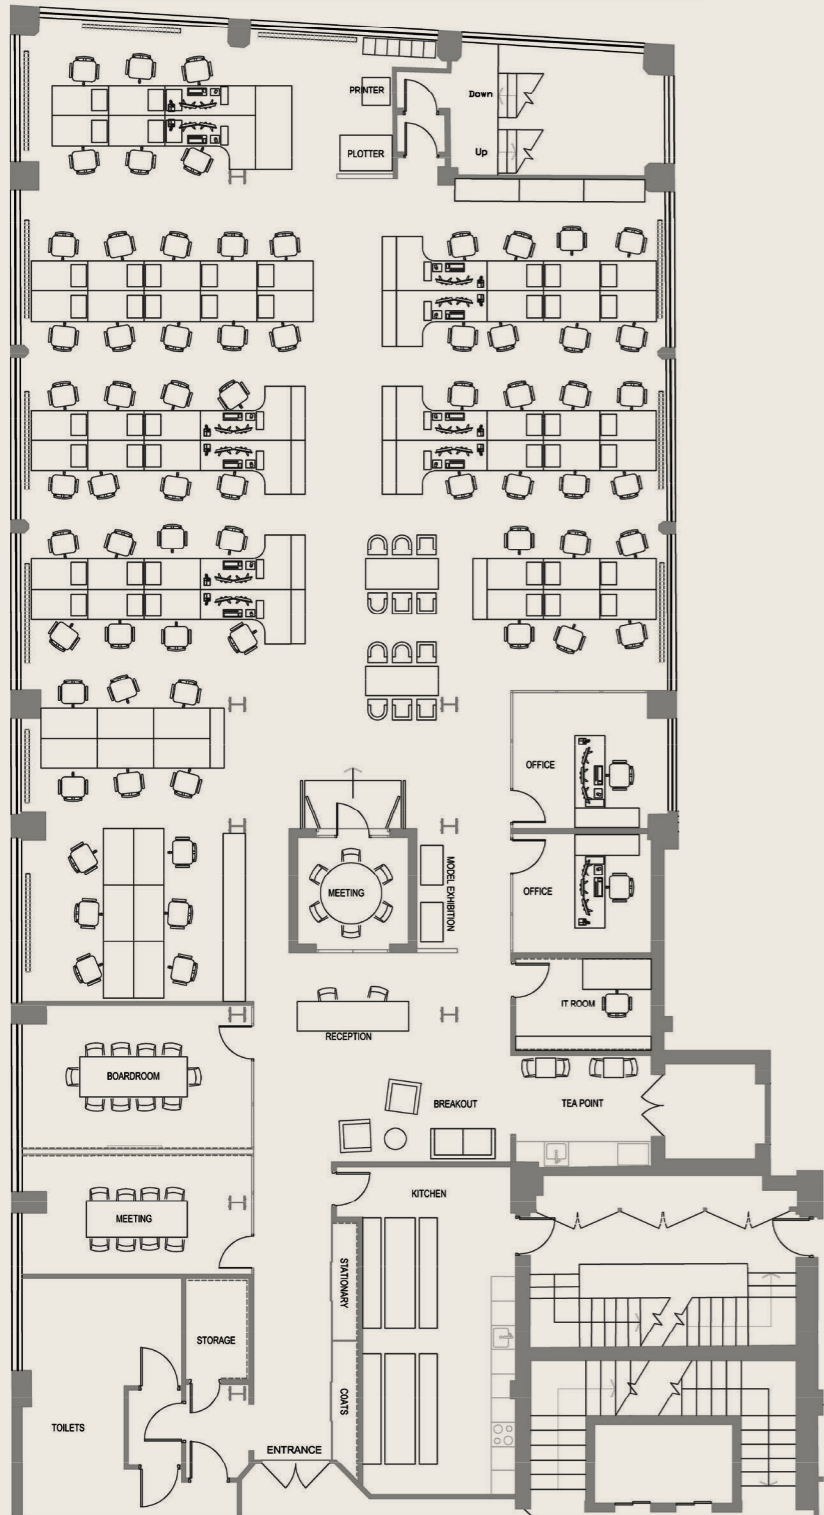 PRINTER
Down
PLOTTER
Up
OFFICE
MEETING
MODEL EXHIBITION
OFFICE
IT ROOM
RECEPTION
BOARDROOM
BREAKOUT
TEA POINT
MEETING
KITCHEN
STATIONARY
STORAGE
COATS
TOILETS
ENTRANCE